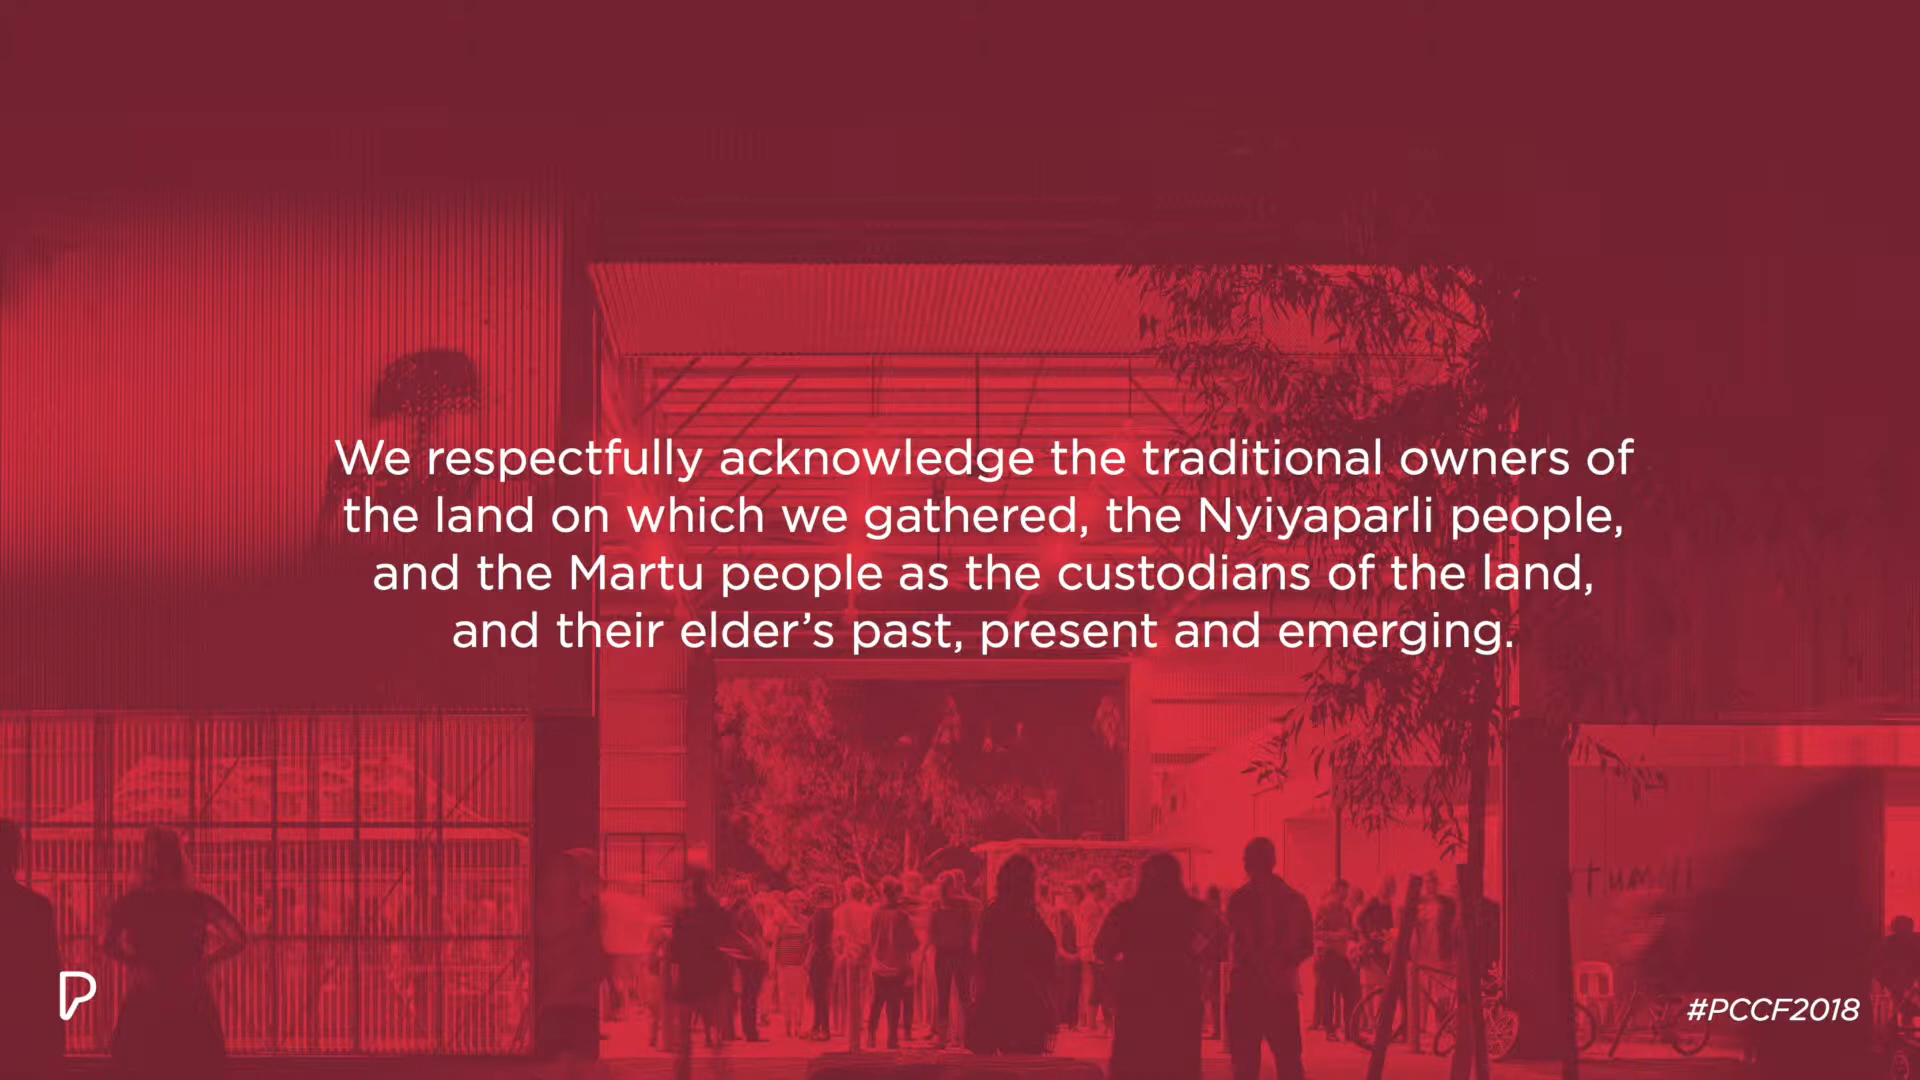 We respectfully acknowledge the traditional owners of
the land on which we gathered, the Nyiyaparli people,
and the Martu people as the custodians of the land,
and their elder’s past, present and emerging.
#PCCF2018